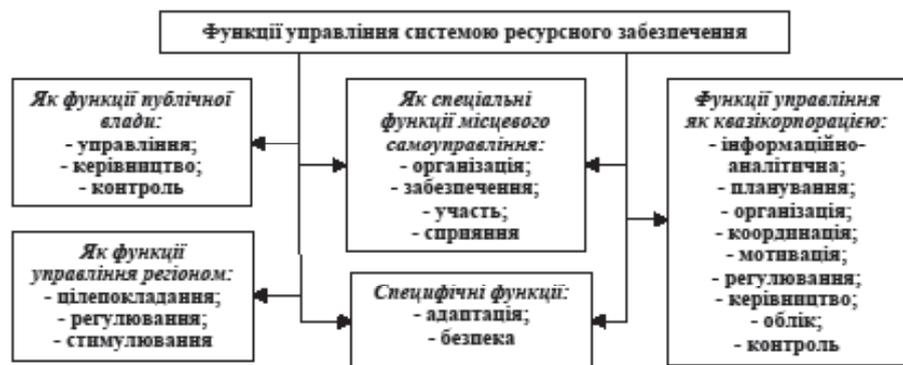 Функції управління системою ресурсного забезпечення
Як функції публічної
влади:
- управління;
- керівництво;
- контроль
Як спеціальні
функції місцевого
самоуправління:
- організація;
- забезпечення;
- участь;
- сприяння
Функції управління
як квазікорпорацією:
- інформаційно-
аналітична;
- планування;
- організація;
- координація;
- мотивація;
- регулювання;
- керівництво;
- облік;
- контроль
Як функції
управління регіоном:
- цілепокладання;
- регулювання;
- стимулювання
Специфічні функції:
- адаптація;
- безпека